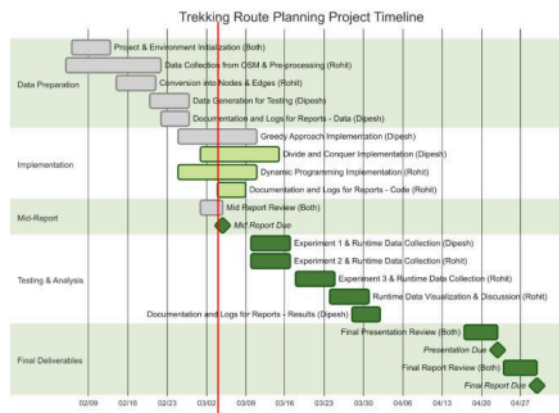 Trekking Route Planning Project Timeline
Project & Environment Initialization (Both)
Data Collection from OSM & Pre-processing (Rohit)
Data Preparation
Conversion into Nodes & Edges (Rohit)
Data Generation for Testing (Dipesh)
Documentation and Logs for Reports - Data (Dipesh)
Greedy Approach Implementation (Dipesh)
Divide and Conquer Implementation (Dipesh)
Implementation
Dynamic Programming Implementation (Rohit)
Documentation and Logs for Reports - Code (Rohit)
Mid-Report
Mid Report Review (Both)
Mid Report Due
Experiment 1 & Runtime Data Collection (Dipesh)
Experiment 2 & Runtime Data Collection (Rohit)
Testing & Analysis
Experiment 3 & Runtime Data Collection (Rohit)
Runtime Data Visualization & Discussion (Rohit)
Documentation and Logs for Reports - Results (Dipesh)
Final Presentation Review (Both)
Presentation Due
Final Deliverables
Final Report Review (Both)
Final Report Due
02/09 02/16 02/23 03/02 03/09 03/16 03/23 03/30 04/06 04/13 04/20 04/27